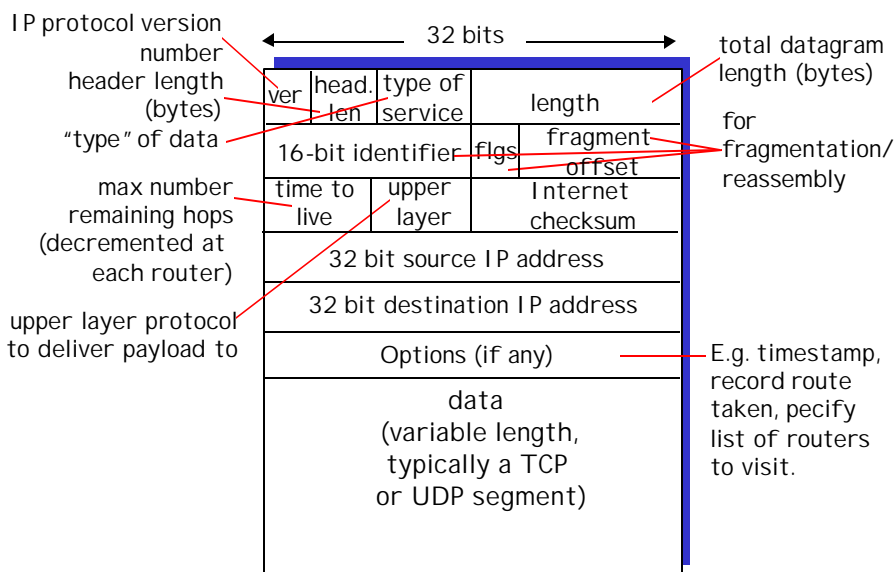 IP protocol version
number
header length
(bytes)
“type” of data
max number
remaining hops
(decremented at
each router)
upper layer protocol
to deliver payload to
32 bits
ver
head.
len
type of
service
length
16-bit identifier
flgs
fragment
offset
time to
live
upper
layer
Internet
checksum
32 bit source IP address
32 bit destination IP address
Options (if any)
data
(variable length,
typically a TCP
or UDP segment)
total datagram
length (bytes)
for
fragmentation/
reassembly
E.g. timestamp,
record route
taken, pecify
list of routers
to visit.